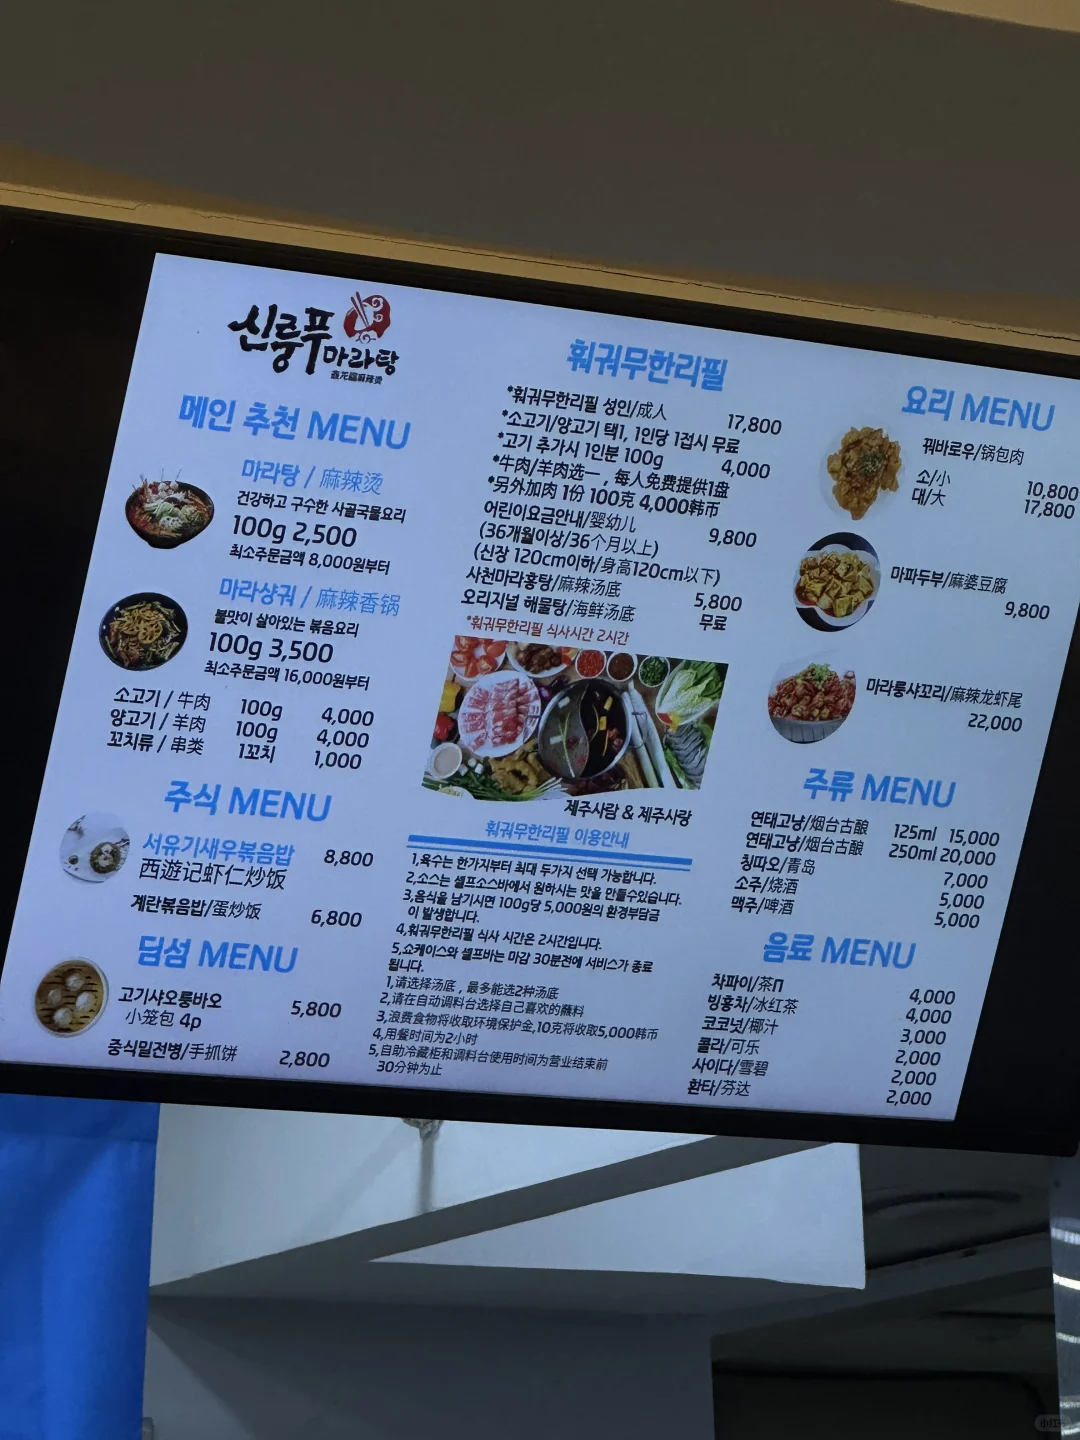 신룽푸
마라탕
메인 추천 MENU
마라탕 / 麻辣烫
건강하고 구수한 사골국물요리
100g 2,500
최소주문금액 8,000원부터
마라샹궈 / 麻辣香锅
불맛이 살아있는 볶음요리
100g 3,500
최소주문금액 16,000원부터
소고기 / 牛肉 100g 4,000
양고기 / 羊肉 100g 4,000
꼬치류 / 串类 1꼬치 1,000
주식 MENU
서유기새우볶음밥 8,800
西遊记虾仁炒饭
계란볶음밥/蛋炒饭 6,800
딤섬 MENU
고기샤오룽바오 5,800
小笼包 4p
중식밀전병/手抓饼 2,800
훠궈무한리필
*훠궈무한리필 성인/成人 17,800
*소고기/양고기 택1, 1인당 1접시 무료
*고기 추가시 1인분 100g 4,000
*牛肉/羊肉选一，每人免费提供1盘
*另外加肉 1份 100克 4,000韩币
어린이요금안내/婴幼儿 9,800
(36개월이상/36个月以上)
(신장 120cm이하/身高120cm以下)
사천마라홍탕/麻辣汤底 5,800
오리지널 해물탕/海鲜汤底 무료
*훠궈무한리필 식사시간 2시간
제주사람 & 제주사랑
훠궈무한리필 이용안내
1,육수는 한가지부터 최대 두가지 선택 가능합니다.
2,소스는 셀프소스바에서 원하시는 맛을 만들수있습니다.
3,음식을 남기시면 100g당 5,000원의 환경부담금
이 발생합니다.
4,훠궈무한리필 식사 시간은 2시간입니다.
5,쇼케이스와 셀프바는 마감 30분전에 서비스가 종료
됩니다.
1,请选择汤底，最多能选2种汤底
2,请在自动调料台选择自己喜欢的蘸料
3,浪费食物将收取环境保护金,10克将收取5,000韩币
4,用餐时间为2小时
5,自助冷藏柜和调料台使用时间为营业结束前
30分钟为止
요리 MENU
꿔바로우/锅包肉
소/小 10,800
대/大 17,800
마파두부/麻婆豆腐
9,800
마라룽샤꼬리/麻辣龙虾尾
22,000
주류 MENU
연태고냥/烟台古酿 125ml 15,000
연태고냥/烟台古酿 250ml 20,000
칭따오/青岛 7,000
소주/烧酒 5,000
맥주/啤酒 5,000
음료 MENU
차파이/茶π 4,000
빙홍차/冰红茶 4,000
코코넛/椰汁 3,000
콜라/可乐 2,000
사이다/雪碧 2,000
환타/芬达 2,000